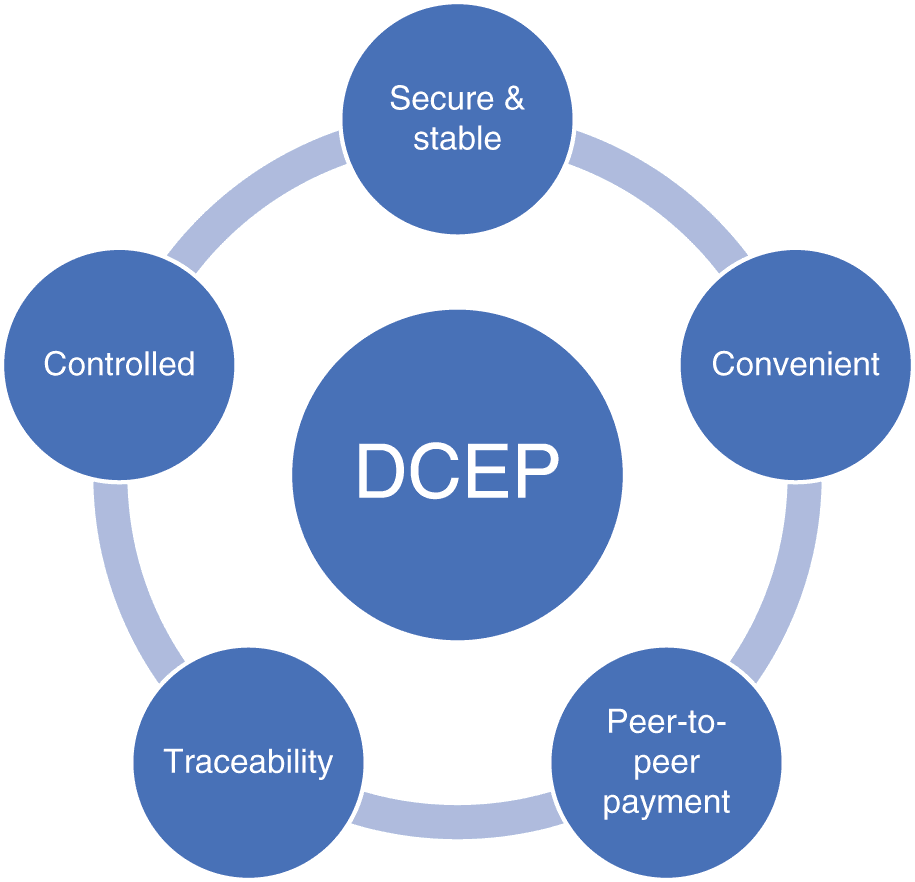 Secure &
stable
Controlled
Convenient
DCEP
Traceability
Peer-to-
peer
payment